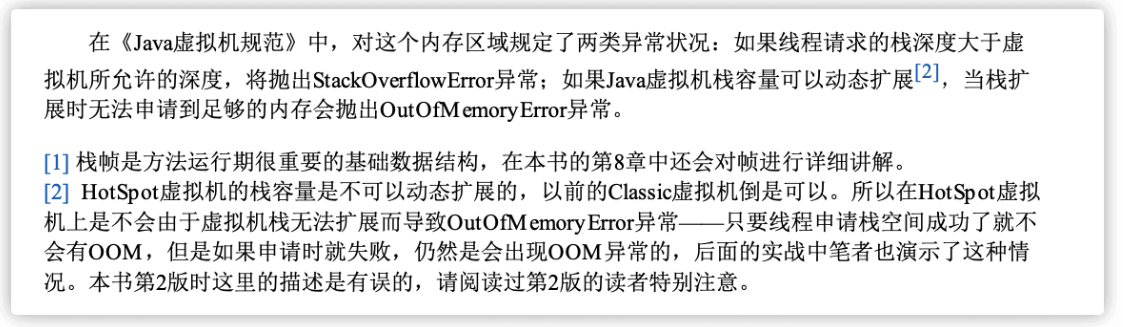 在《Java虚拟机规范》中，对这个内存区域规定了两类异常状况：如果线程请求的栈深度大于虚
拟机所允许的深度，将抛出StackOverflowError异常；如果Java虚拟机栈容量可以动态扩展[2]，当栈扩
展时无法申请到足够的内存会抛出OutOfMemoryError异常。
[1] 栈帧是方法运行期很重要的基础数据结构，在本书的第8章中还会对帧进行详细讲解。
[2] HotSpot虚拟机的栈容量是不可以动态扩展的，以前的Classic虚拟机倒是可以。所以在HotSpot虚拟
机上是不会由于虚拟机栈无法扩展而导致OutOfMemoryError异常——只要线程申请栈空间成功了就不
会有OOM，但是如果申请时就失败，仍然是会出现OOM异常的，后面的实战中笔者也演示了这种情
况。本书第2版时这里的描述是有误的，请阅读过第2版的读者特别注意。